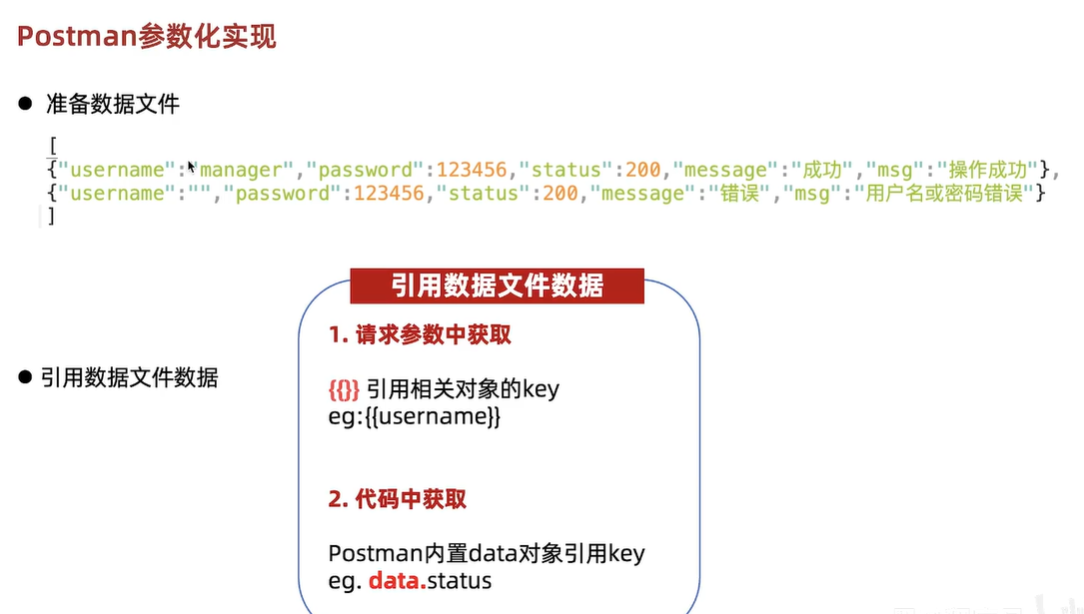 Postman参数化实现
● 准备数据文件
[
{"username":"manager","password":123456,"status":200,"message":"成功","msg":"操作成功"},
{"username":"","password":123456,"status":200,"message":"错误","msg":"用户名或密码错误"}
]
引用数据文件数据
1. 请求参数中获取
● 引用数据文件数据
{{}} 引用相关对象的key
eg:{{username}}
2. 代码中获取
Postman内置data对象引用key
eg. data.status